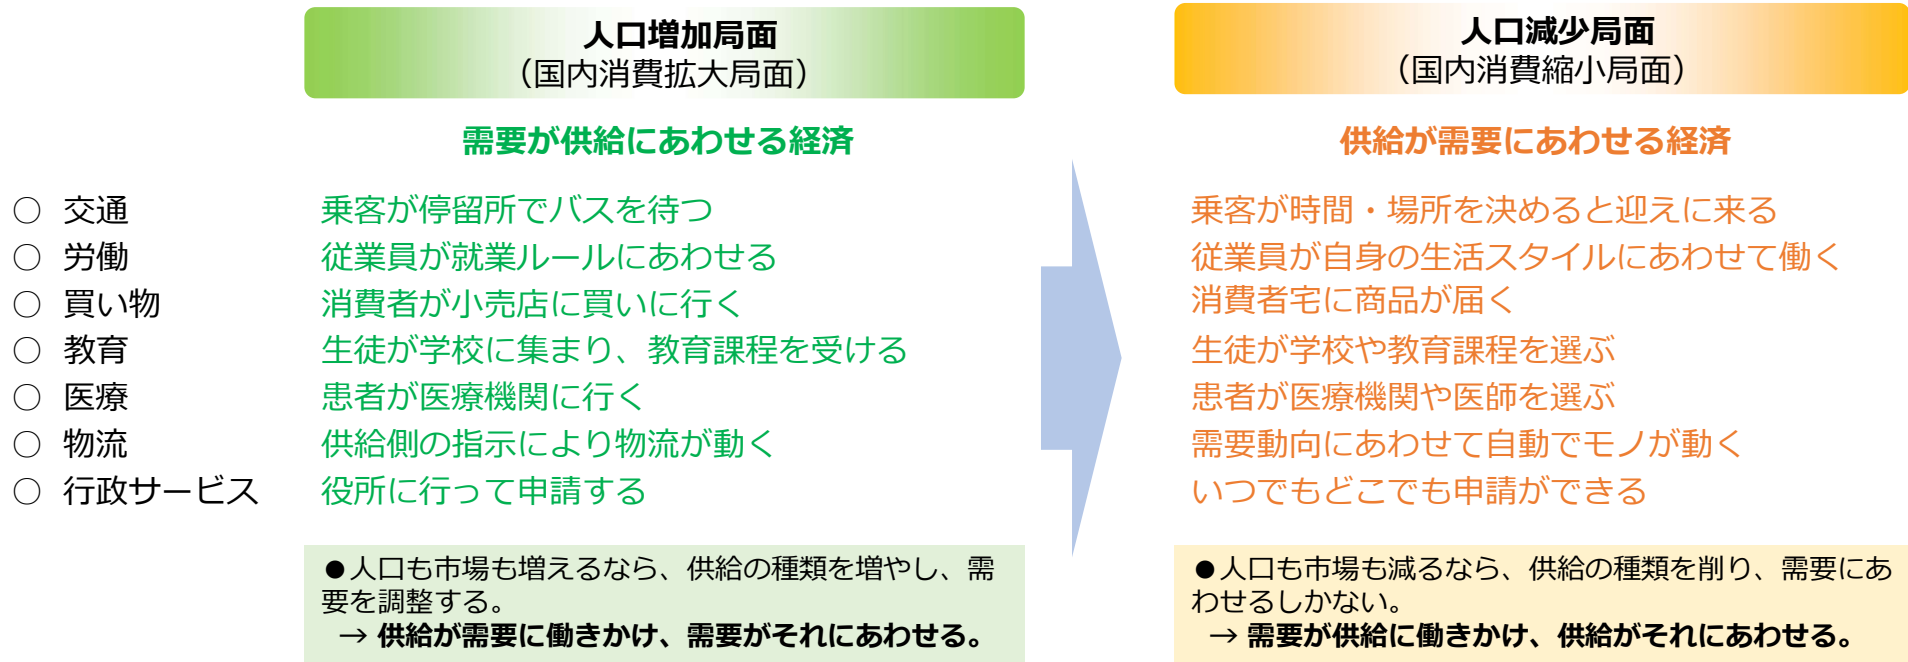 人口増加局面
（国内消費拡大局面）
人口減少局面
（国内消費縮小局面）
需要が供給にあわせる経済
供給が需要にあわせる経済
○ 交通 乗客が停留所でバスを待つ 乗客が時間・場所を決めると迎えに来る
○ 労働 従業員が就業ルールにあわせる 従業員が自身の生活スタイルにあわせて働く
○ 買い物 消費者が小売店に買いに行く 消費者宅に商品が届く
○ 教育 生徒が学校に集まり、教育課程を受ける 生徒が学校や教育課程を選ぶ
○ 医療 患者が医療機関に行く 患者が医療機関や医師を選ぶ
○ 物流 供給側の指示により物流が動く 需要動向にあわせて自動でモノが動く
○ 行政サービス 役所に行って申請する いつでもどこでも申請ができる
●人口も市場も増えるなら、供給の種類を増やし、需
要を調整する。
→ 供給が需要に働きかけ、需要がそれにあわせる。
●人口も市場も減るなら、供給の種類を削り、需要にあ
わせるしかない。
→ 需要が供給に働きかけ、供給がそれにあわせる。